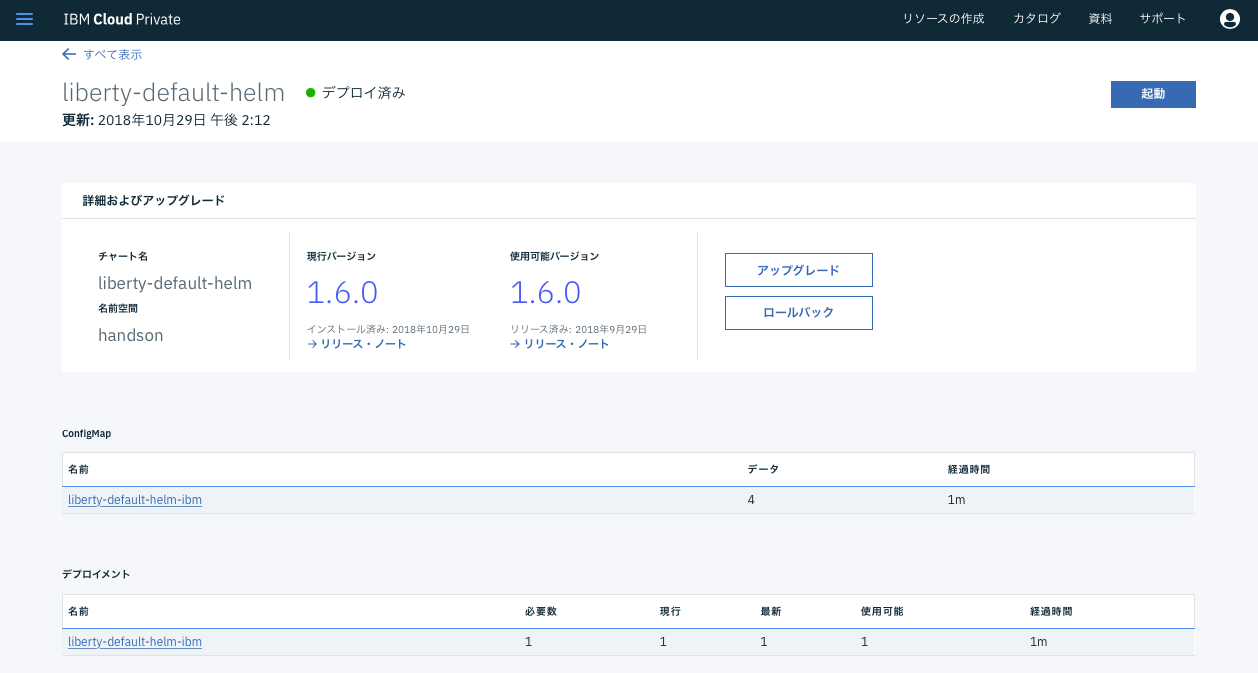 IBM Cloud Private
リソースの作成 カタログ 資料 サポート
← すべて表示
liberty-default-helm デプロイ済み
起動
更新: 2018年10月29日 午後 2:12
詳細およびアップグレード
チャート名
liberty-default-helm
名前空間
handson
現行バージョン
1.6.0
インストール済み: 2018年10月29日
→ リリース・ノート
使用可能バージョン
1.6.0
リリース済み: 2018年9月29日
→ リリース・ノート
アップグレード
ロールバック
ConfigMap
名前 データ 経過時間
liberty-default-helm-ibm 4 1m
デプロイメント
名前 必要数 現行 最新 使用可能 経過時間
liberty-default-helm-ibm 1 1 1 1 1m